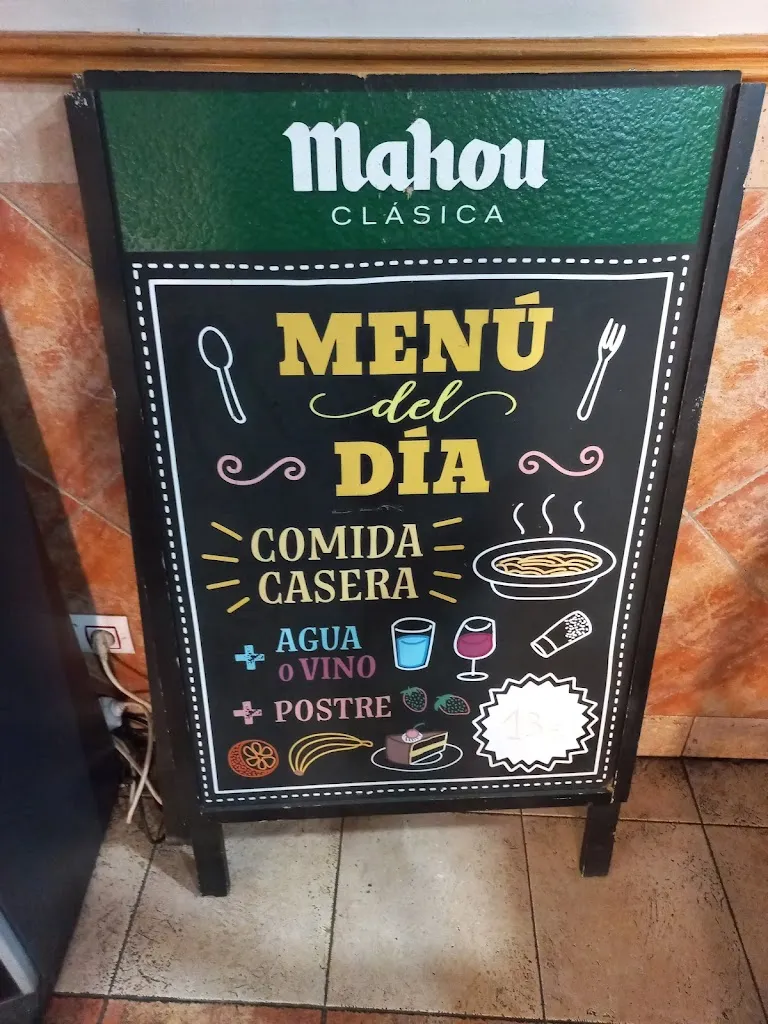 Mahou
CLÁSICA
MENÚ
del
DÍA
COMIDA
CASERA
+ AGUA
o VINO
+ POSTRE